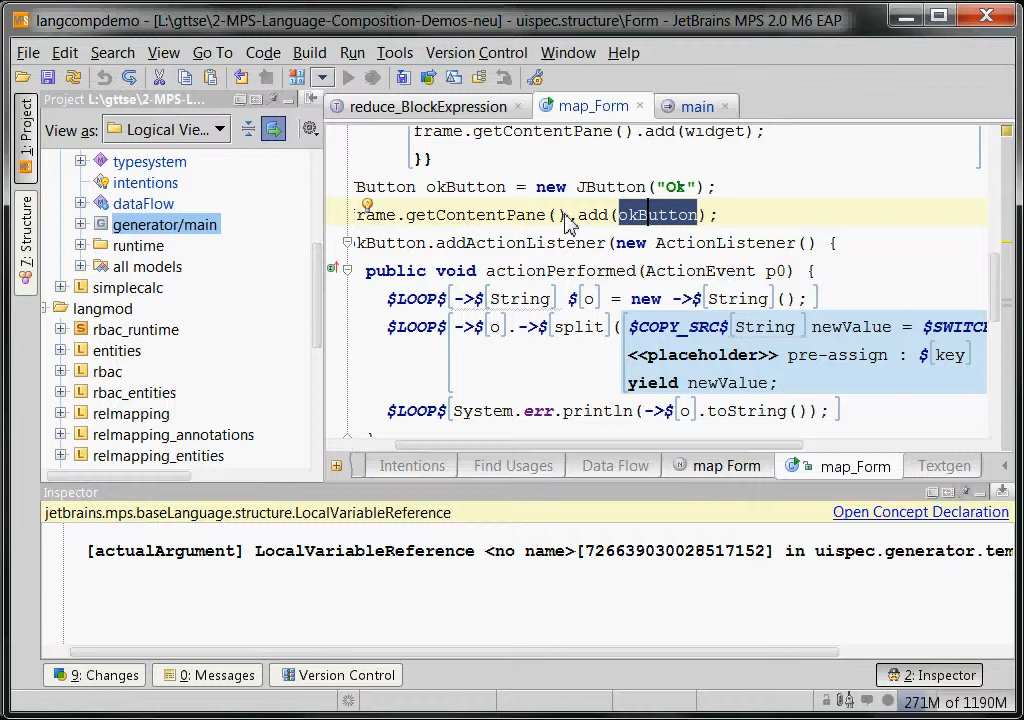 langcompdemo - [L:\gttse\2-MPS-Language-Composition-Demos-neu] - uispec.structure\Form - JetBrains MPS 2.0 M6 EAP
File Edit Search View Go To Code Build Run Tools Version Control Window Help
Project L:\gttse\2-MPS-L...
reduce_BlockExpression
map_Form
main
View as: Logical Vie...
1: Project
7: Structure
typesystem
intentions
dataFlow
generator/main
runtime
all models
simplecalc
langmod
rbac_runtime
entities
rbac
rbac_entities
relmapping
relmapping_annotations
relmapping_entities
frame.getContentPane().add(widget);
}}
Button okButton = new JButton("Ok");
rame.getContentPane().add(okButton);
kButton.addActionListener(new ActionListener() {
public void actionPerformed(ActionEvent p0) {
$LOOP$[->$[String] $[o] = new ->$[String]();]
$LOOP$[->$[o].->$[split]($COPY_SRC$[String] newValue = $SWITC
<<placeholder>> pre-assign : $[key]
yield newValue;
$LOOP$[System.err.println(->$[o].toString());]
Intentions Find Usages Data Flow map Form map_Form Textgen
Inspector
jetbrains.mps.baseLanguage.structure.LocalVariableReference
Open Concept Declaration
[actualArgument] LocalVariableReference <no name>[726639030028517152] in uispec.generator.tem
9: Changes 0: Messages Version Control 2: Inspector
271M of 1190M